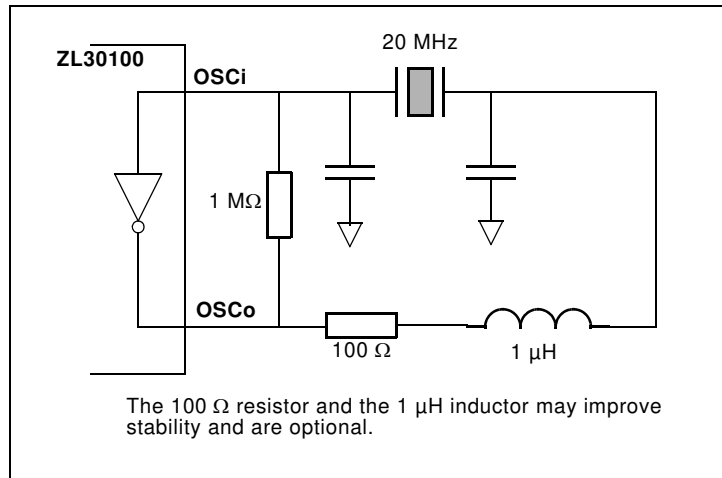 20 MHz
ZL30100
OSCi
1 MΩ
OSCo
100 Ω
1 µH
The 100 Ω resistor and the 1 µH inductor may improve
stability and are optional.